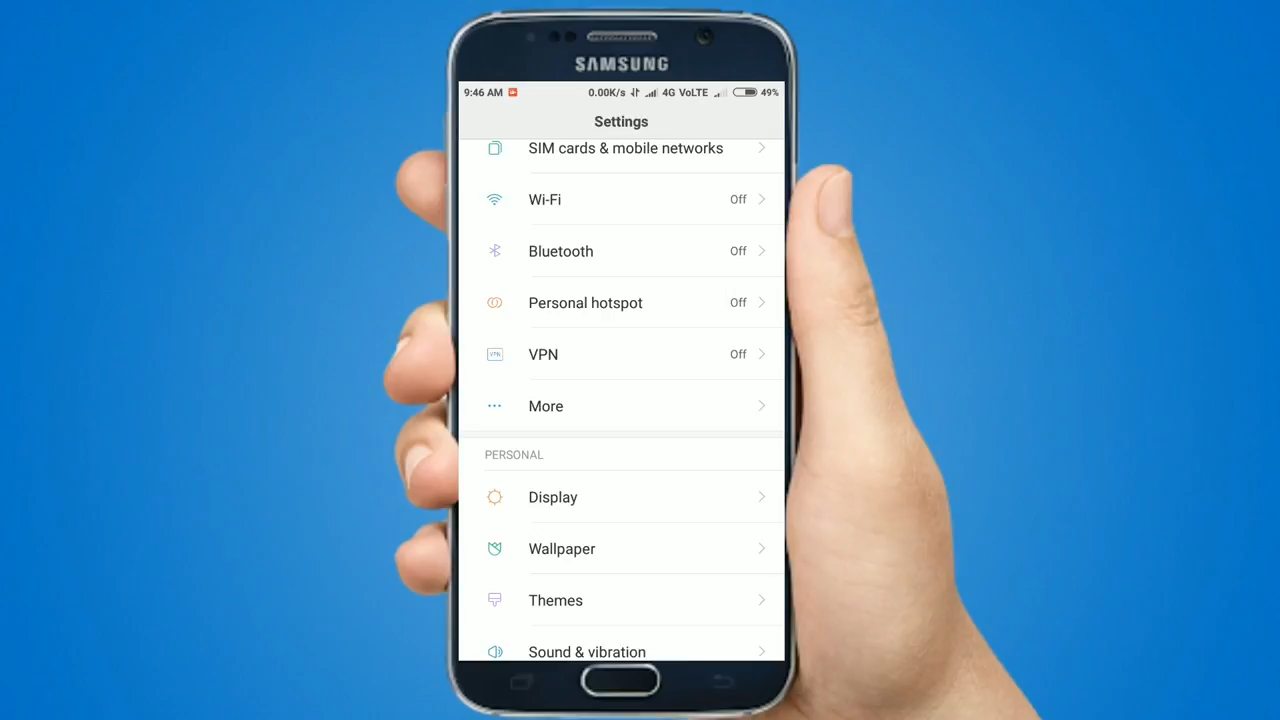 SAMSUNG
9:46 AM 0.00K/s 4G VoLTE 49%
Settings
SIM cards & mobile networks
Wi-Fi Off
Bluetooth Off
Personal hotspot Off
VPN VPN Off
More
PERSONAL
Display
Wallpaper
Themes
Sound & vibration